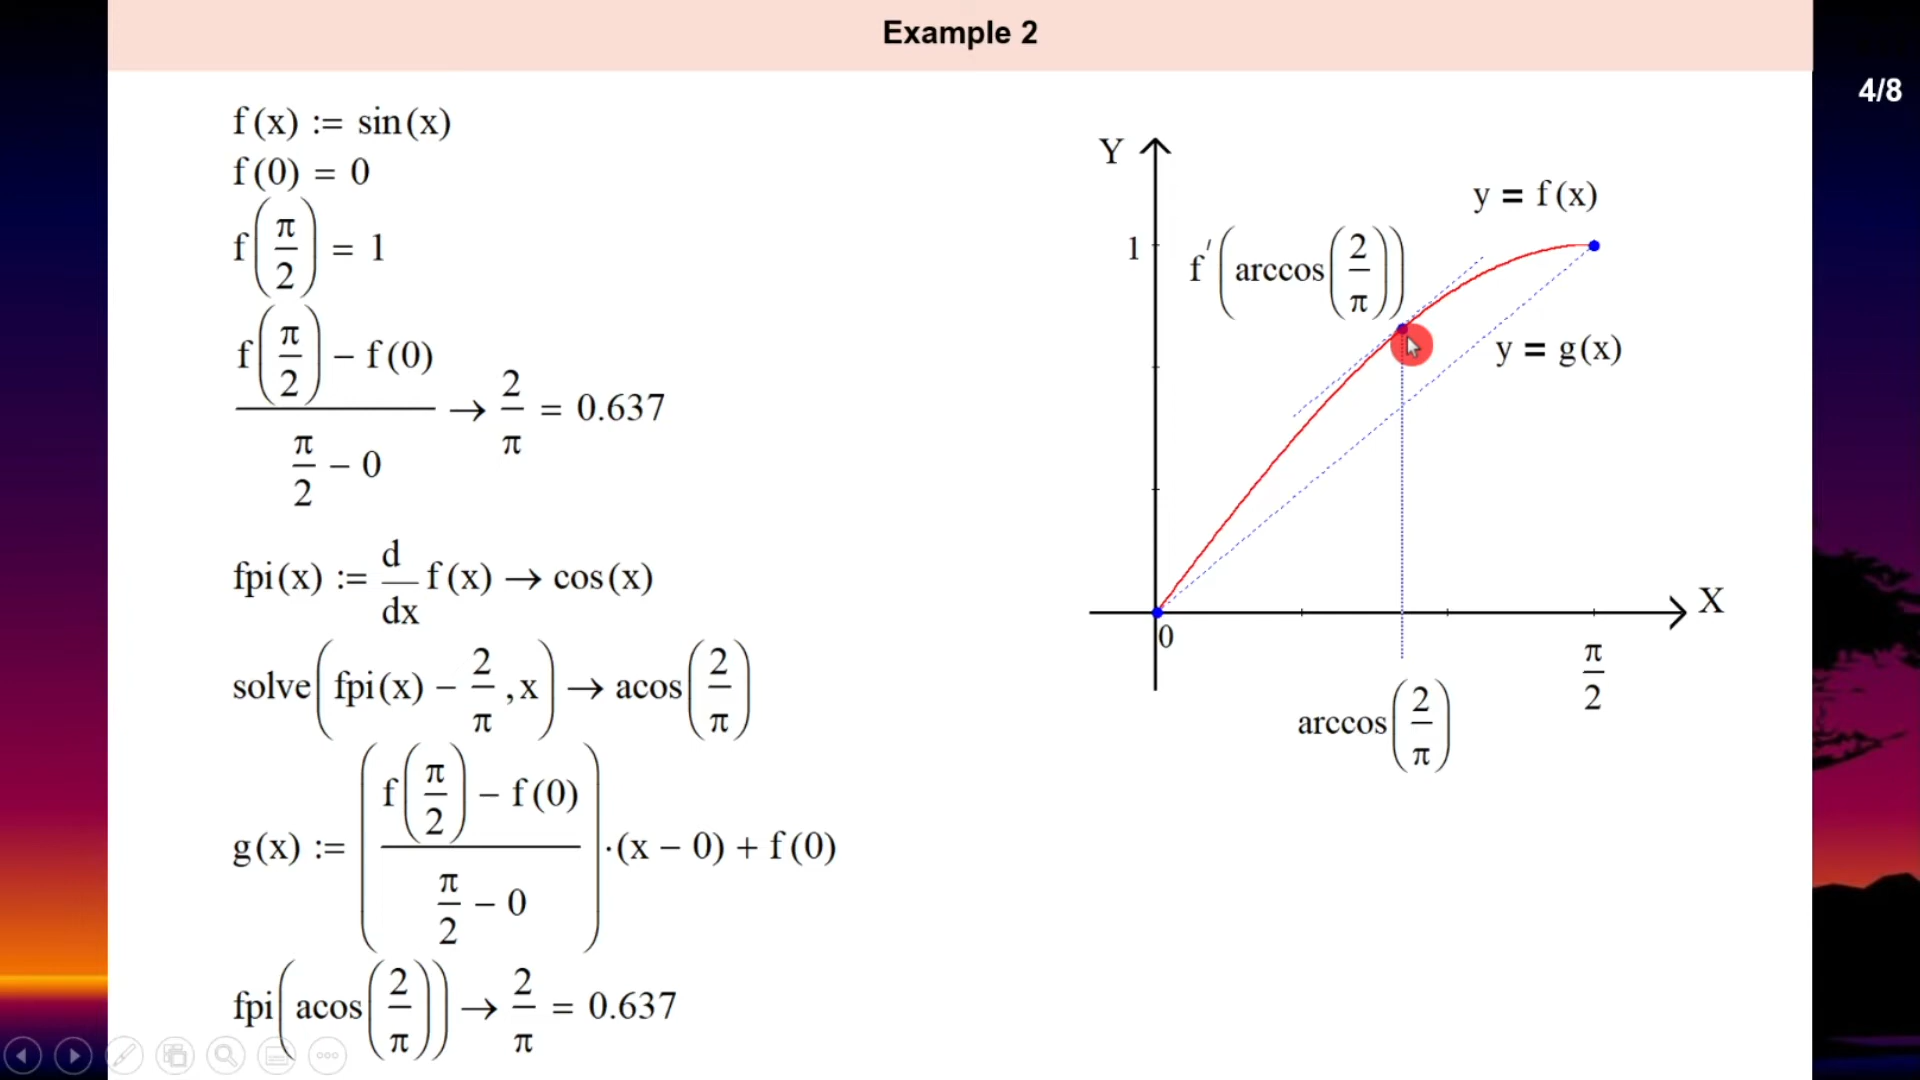 Example 2
4/8
f(x) := sin(x)
f(0) = 0
f(π/2) = 1
(f(π/2) − f(0)) / (π/2 − 0) → 2/π = 0.637
fpi(x) := d/dx f(x) → cos(x)
solve(fpi(x) − 2/π , x) → acos(2/π)
g(x) := ((f(π/2) − f(0)) / (π/2 − 0)) · (x − 0) + f(0)
fpi(acos(2/π)) → 2/π = 0.637
Y
y = f(x)
1
f′(arccos(2/π))
y = g(x)
X
0
π/2
arccos(2/π)